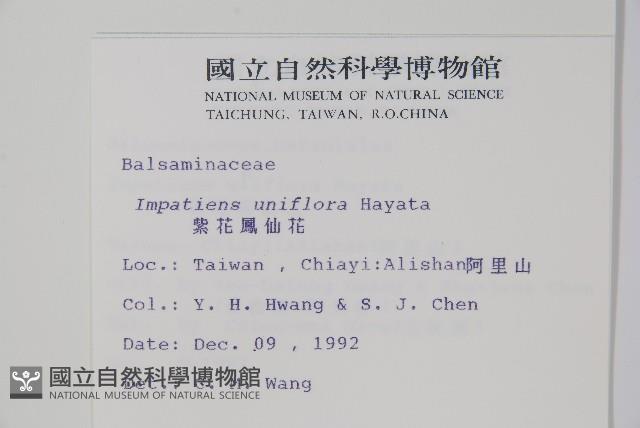 國立自然科學博物館
NATIONAL MUSEUM OF NATURAL SCIENCE
TAICHUNG, TAIWAN, R.O.CHINA
Balsaminaceae
Impatiens uniflora Hayata
紫花鳳仙花
Loc.: Taiwan , Chiayi:Alishan阿里山
Col.: Y. H. Hwang & S. J. Chen
Date: Dec. 09 , 1992
Det.: C. M. Wang
國立自然科學博物館
NATIONAL MUSEUM OF NATURAL SCIENCE